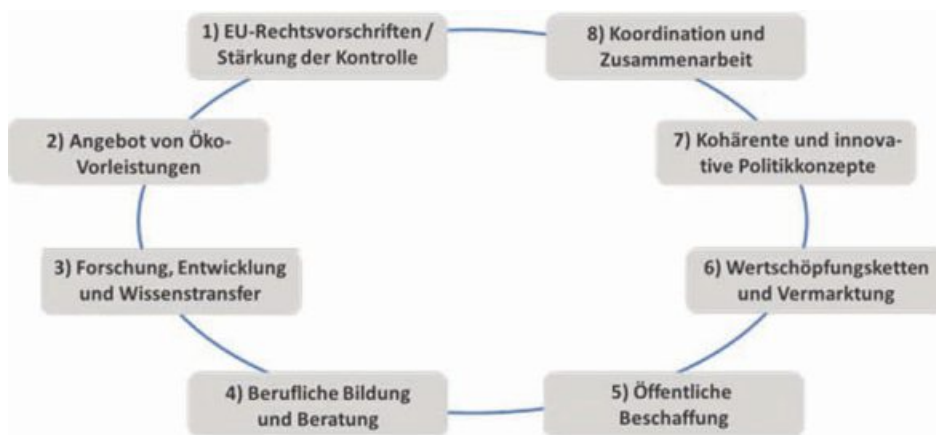 1) EU-Rechtsvorschriften /
Stärkung der Kontrolle
2) Angebot von Öko-
Vorleistungen
3) Forschung, Entwicklung
und Wissenstransfer
4) Berufliche Bildung
und Beratung
5) Öffentliche
Beschaffung
6) Wertschöpfungsketten
und Vermarktung
7) Kohärente und innova-
tive Politikkonzepte
8) Koordination und
Zusammenarbeit